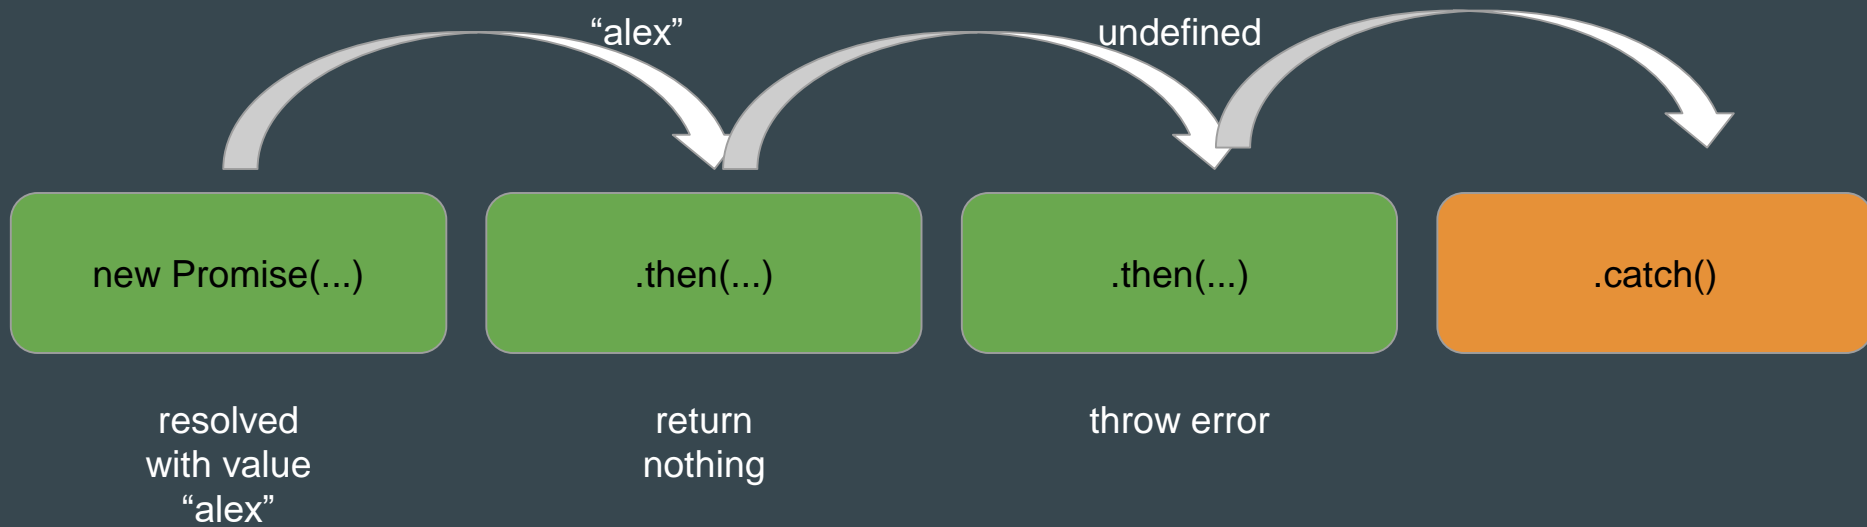 “alex”
undefined
new Promise(...)
.then(...)
.then(...)
.catch()
resolved
with value
“alex”
return
nothing
throw error